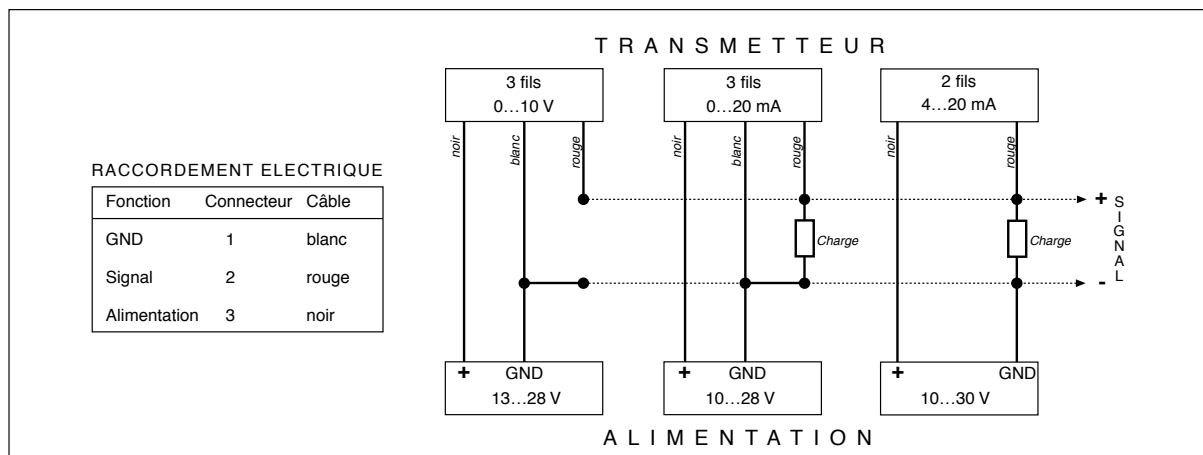 TRANSMETTEUR
3 fils
0…10 V
3 fils
0…20 mA
2 fils
4…20 mA
noir
blanc
rouge
noir
blanc
rouge
noir
rouge
RACCORDEMENT ELECTRIQUE
Fonction Connecteur Câble
GND 1 blanc
Signal 2 rouge
Alimentation 3 noir
Charge
Charge
+
SIGNAL
-
+ GND
13…28 V
+ GND
10…28 V
+ GND
10…30 V
ALIMENTATION